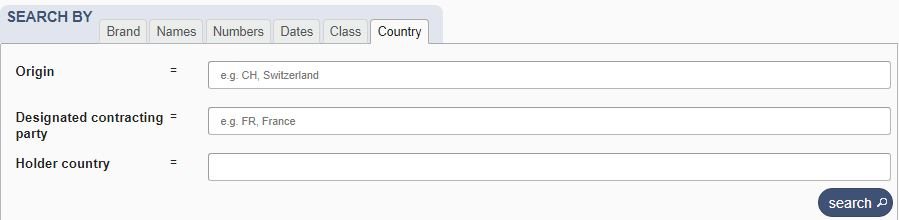 SEARCH BY
Brand Names Numbers Dates Class Country
Origin = e.g. CH, Switzerland
Designated contracting = e.g. FR, France
party
Holder country =
search